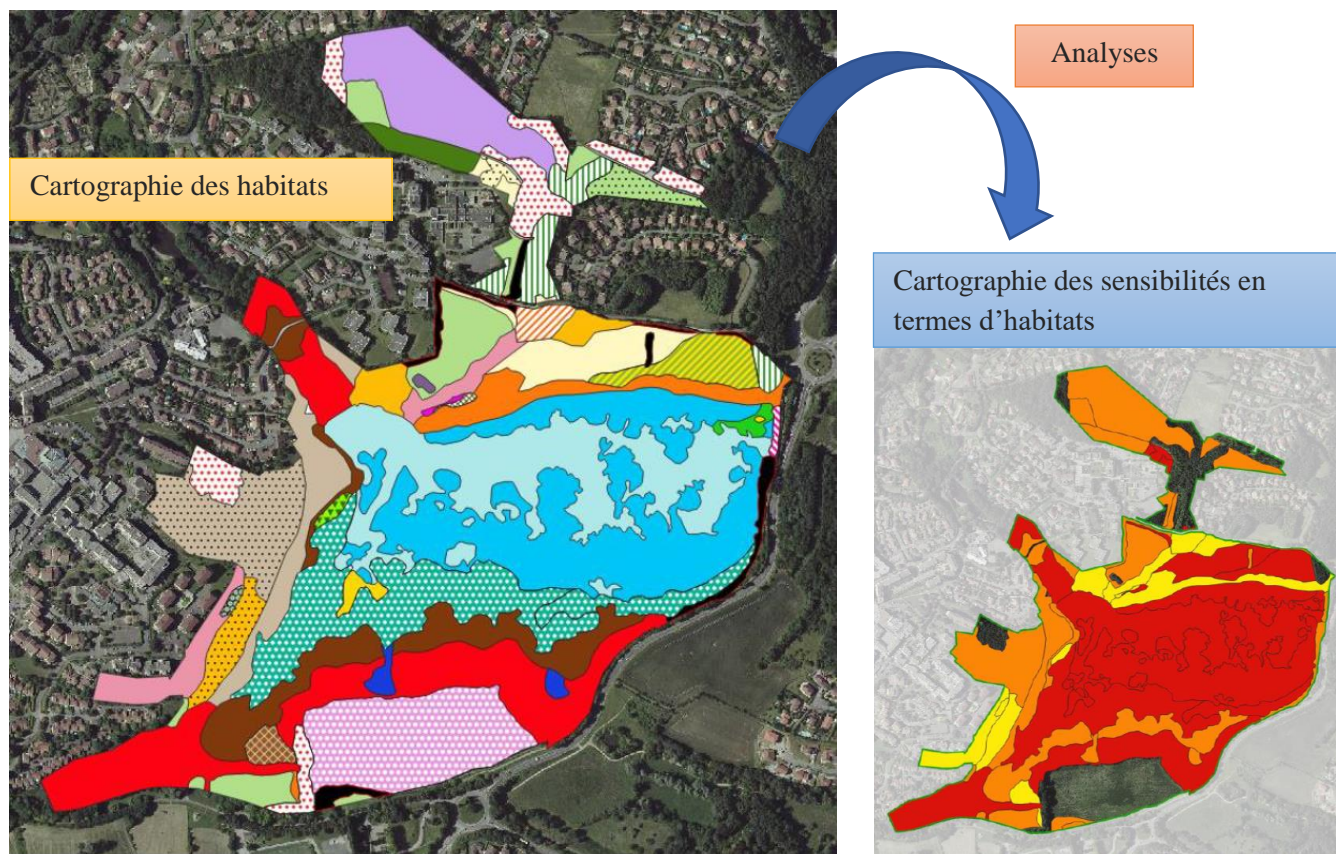 Analyses
Cartographie des habitats
Cartographie des sensibilités en
termes d’habitats